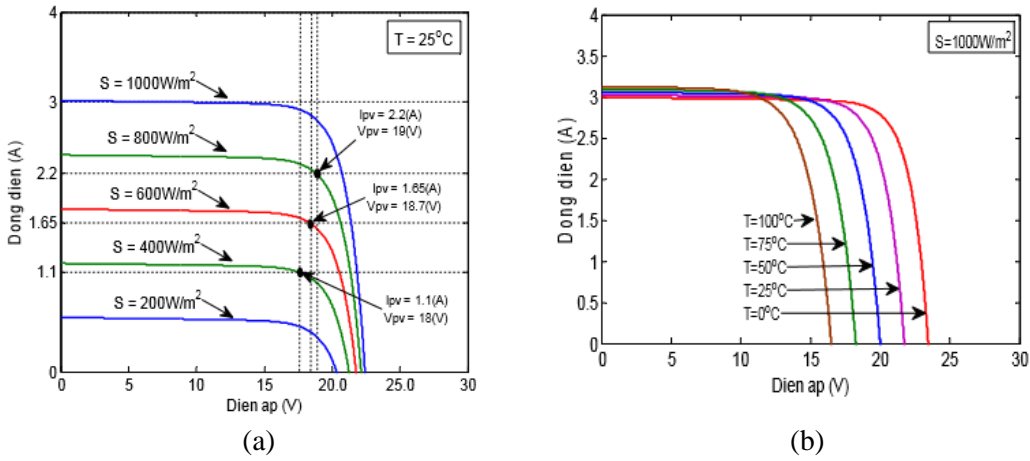 4
T = 25°C
S = 1000W/m²
3
Ipv = 2.2(A)
Vpv = 19(V)
S = 800W/m²
2.2
Ipv = 1.65(A)
Vpv = 18.7(V)
S = 600W/m²
1.65
S = 400W/m²
1.1
Ipv = 1.1(A)
Vpv = 18(V)
S = 200W/m²
0
0 5 10 15 20 25.0 30
Dong dien (A)
Dien ap (V)
(a)
4
S=1000W/m²
3.5
3
2.5
2
1.5
T=100°C
T=75°C
1
T=50°C
T=25°C
0.5
T=0°C
0
0 5 10 15 20 25 30
Dong dien (A)
Dien ap (V)
(b)